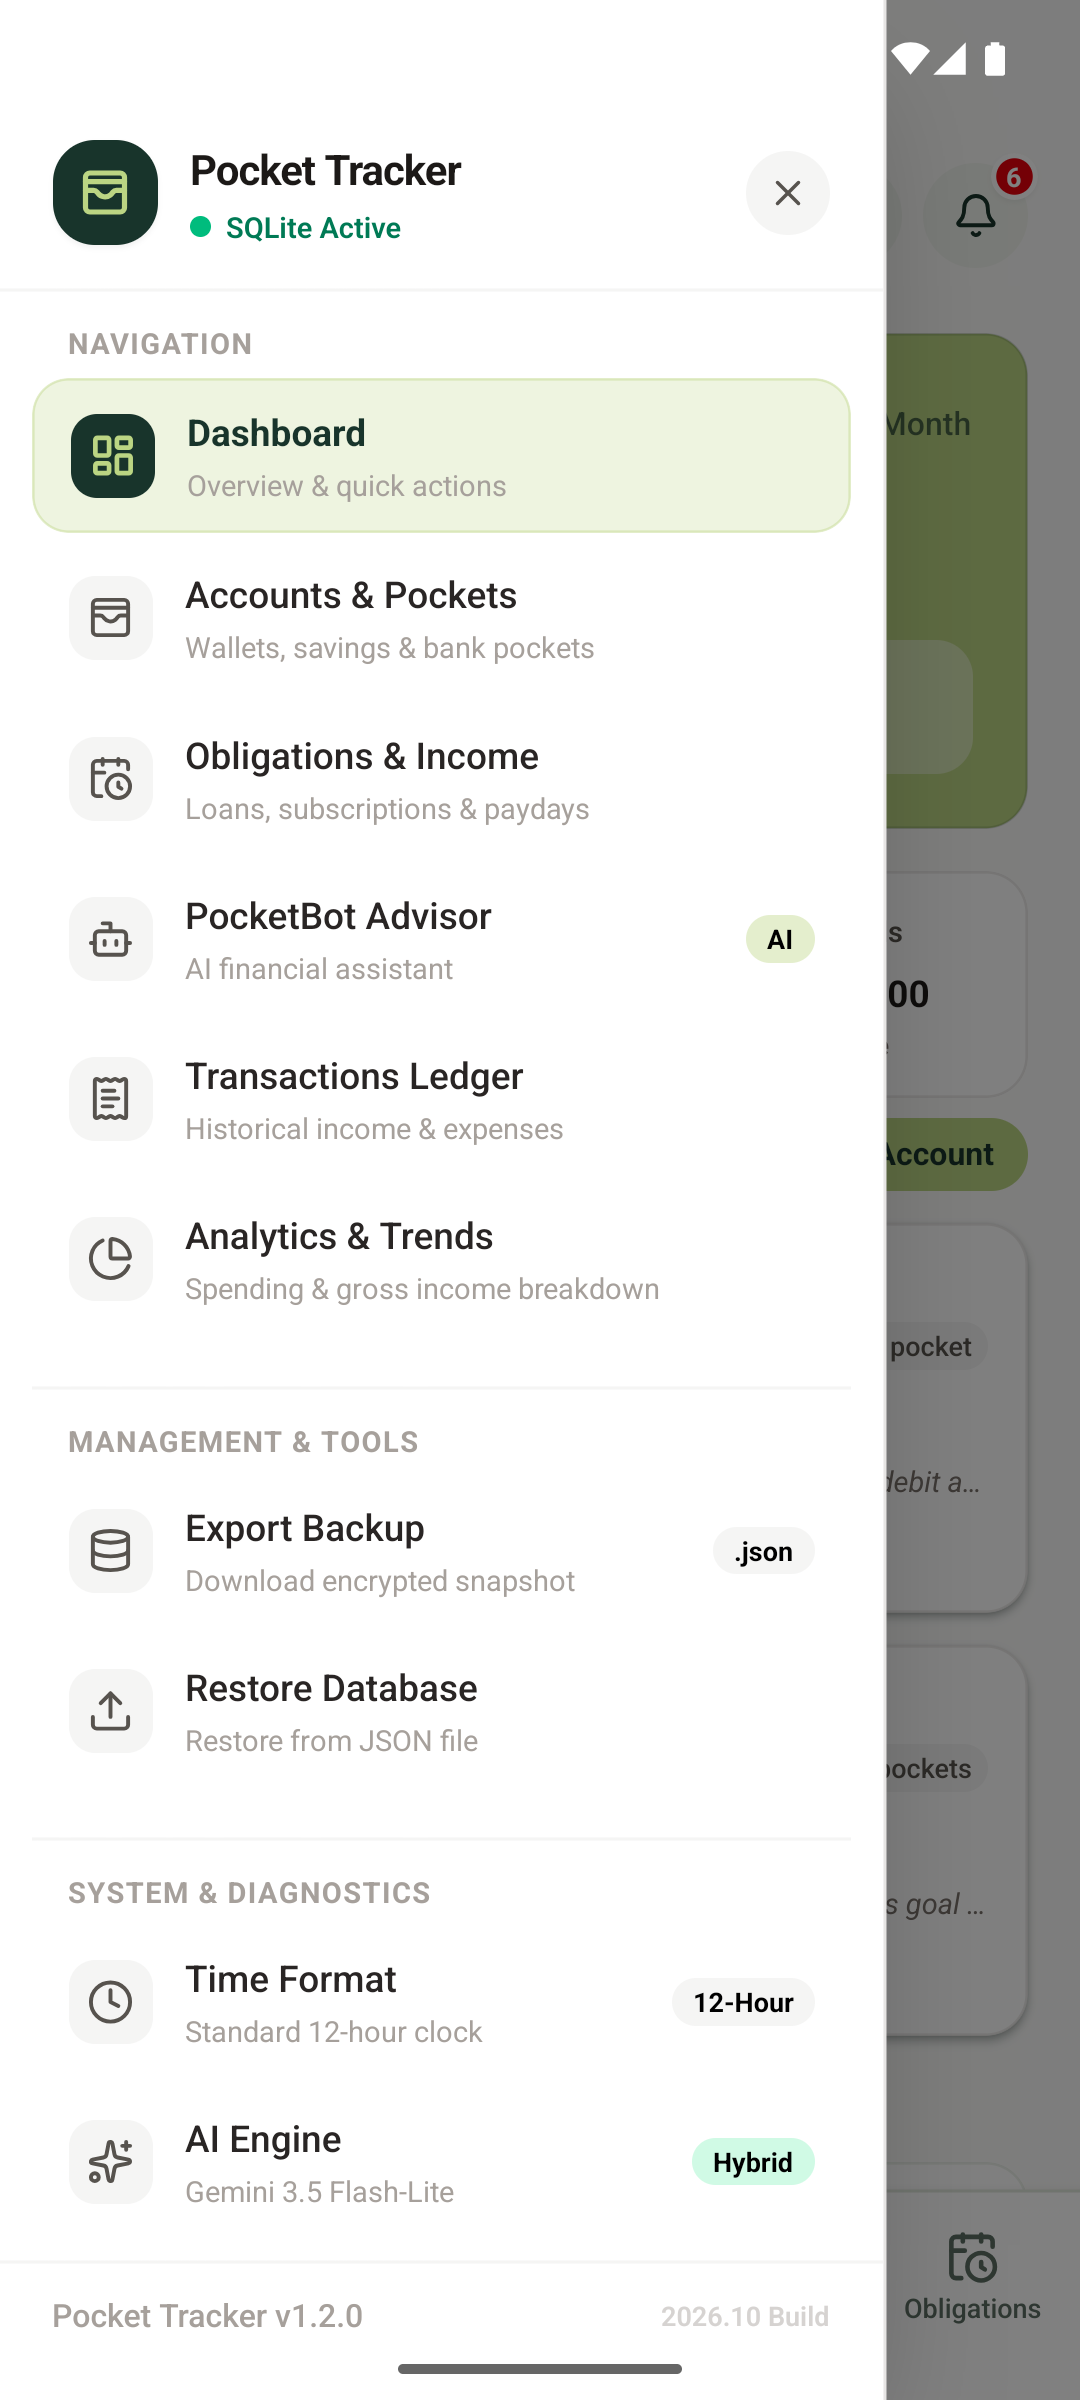 6
Pocket Tracker
SQLite Active
NAVIGATION
Dashboard
Overview & quick actions
Month
Accounts & Pockets
Wallets, savings & bank pockets
Obligations & Income
Loans, subscriptions & paydays
PocketBot Advisor
AI financial assistant
AI
s
00
Transactions Ledger
Historical income & expenses
Account
Analytics & Trends
Spending & gross income breakdown
pocket
MANAGEMENT & TOOLS
debit a...
Export Backup
Download encrypted snapshot
.json
Restore Database
Restore from JSON file
pockets
SYSTEM & DIAGNOSTICS
s goal ...
Time Format
Standard 12-hour clock
12-Hour
AI Engine
Gemini 3.5 Flash-Lite
Hybrid
Obligations
Pocket Tracker v1.2.0
2026.10 Build